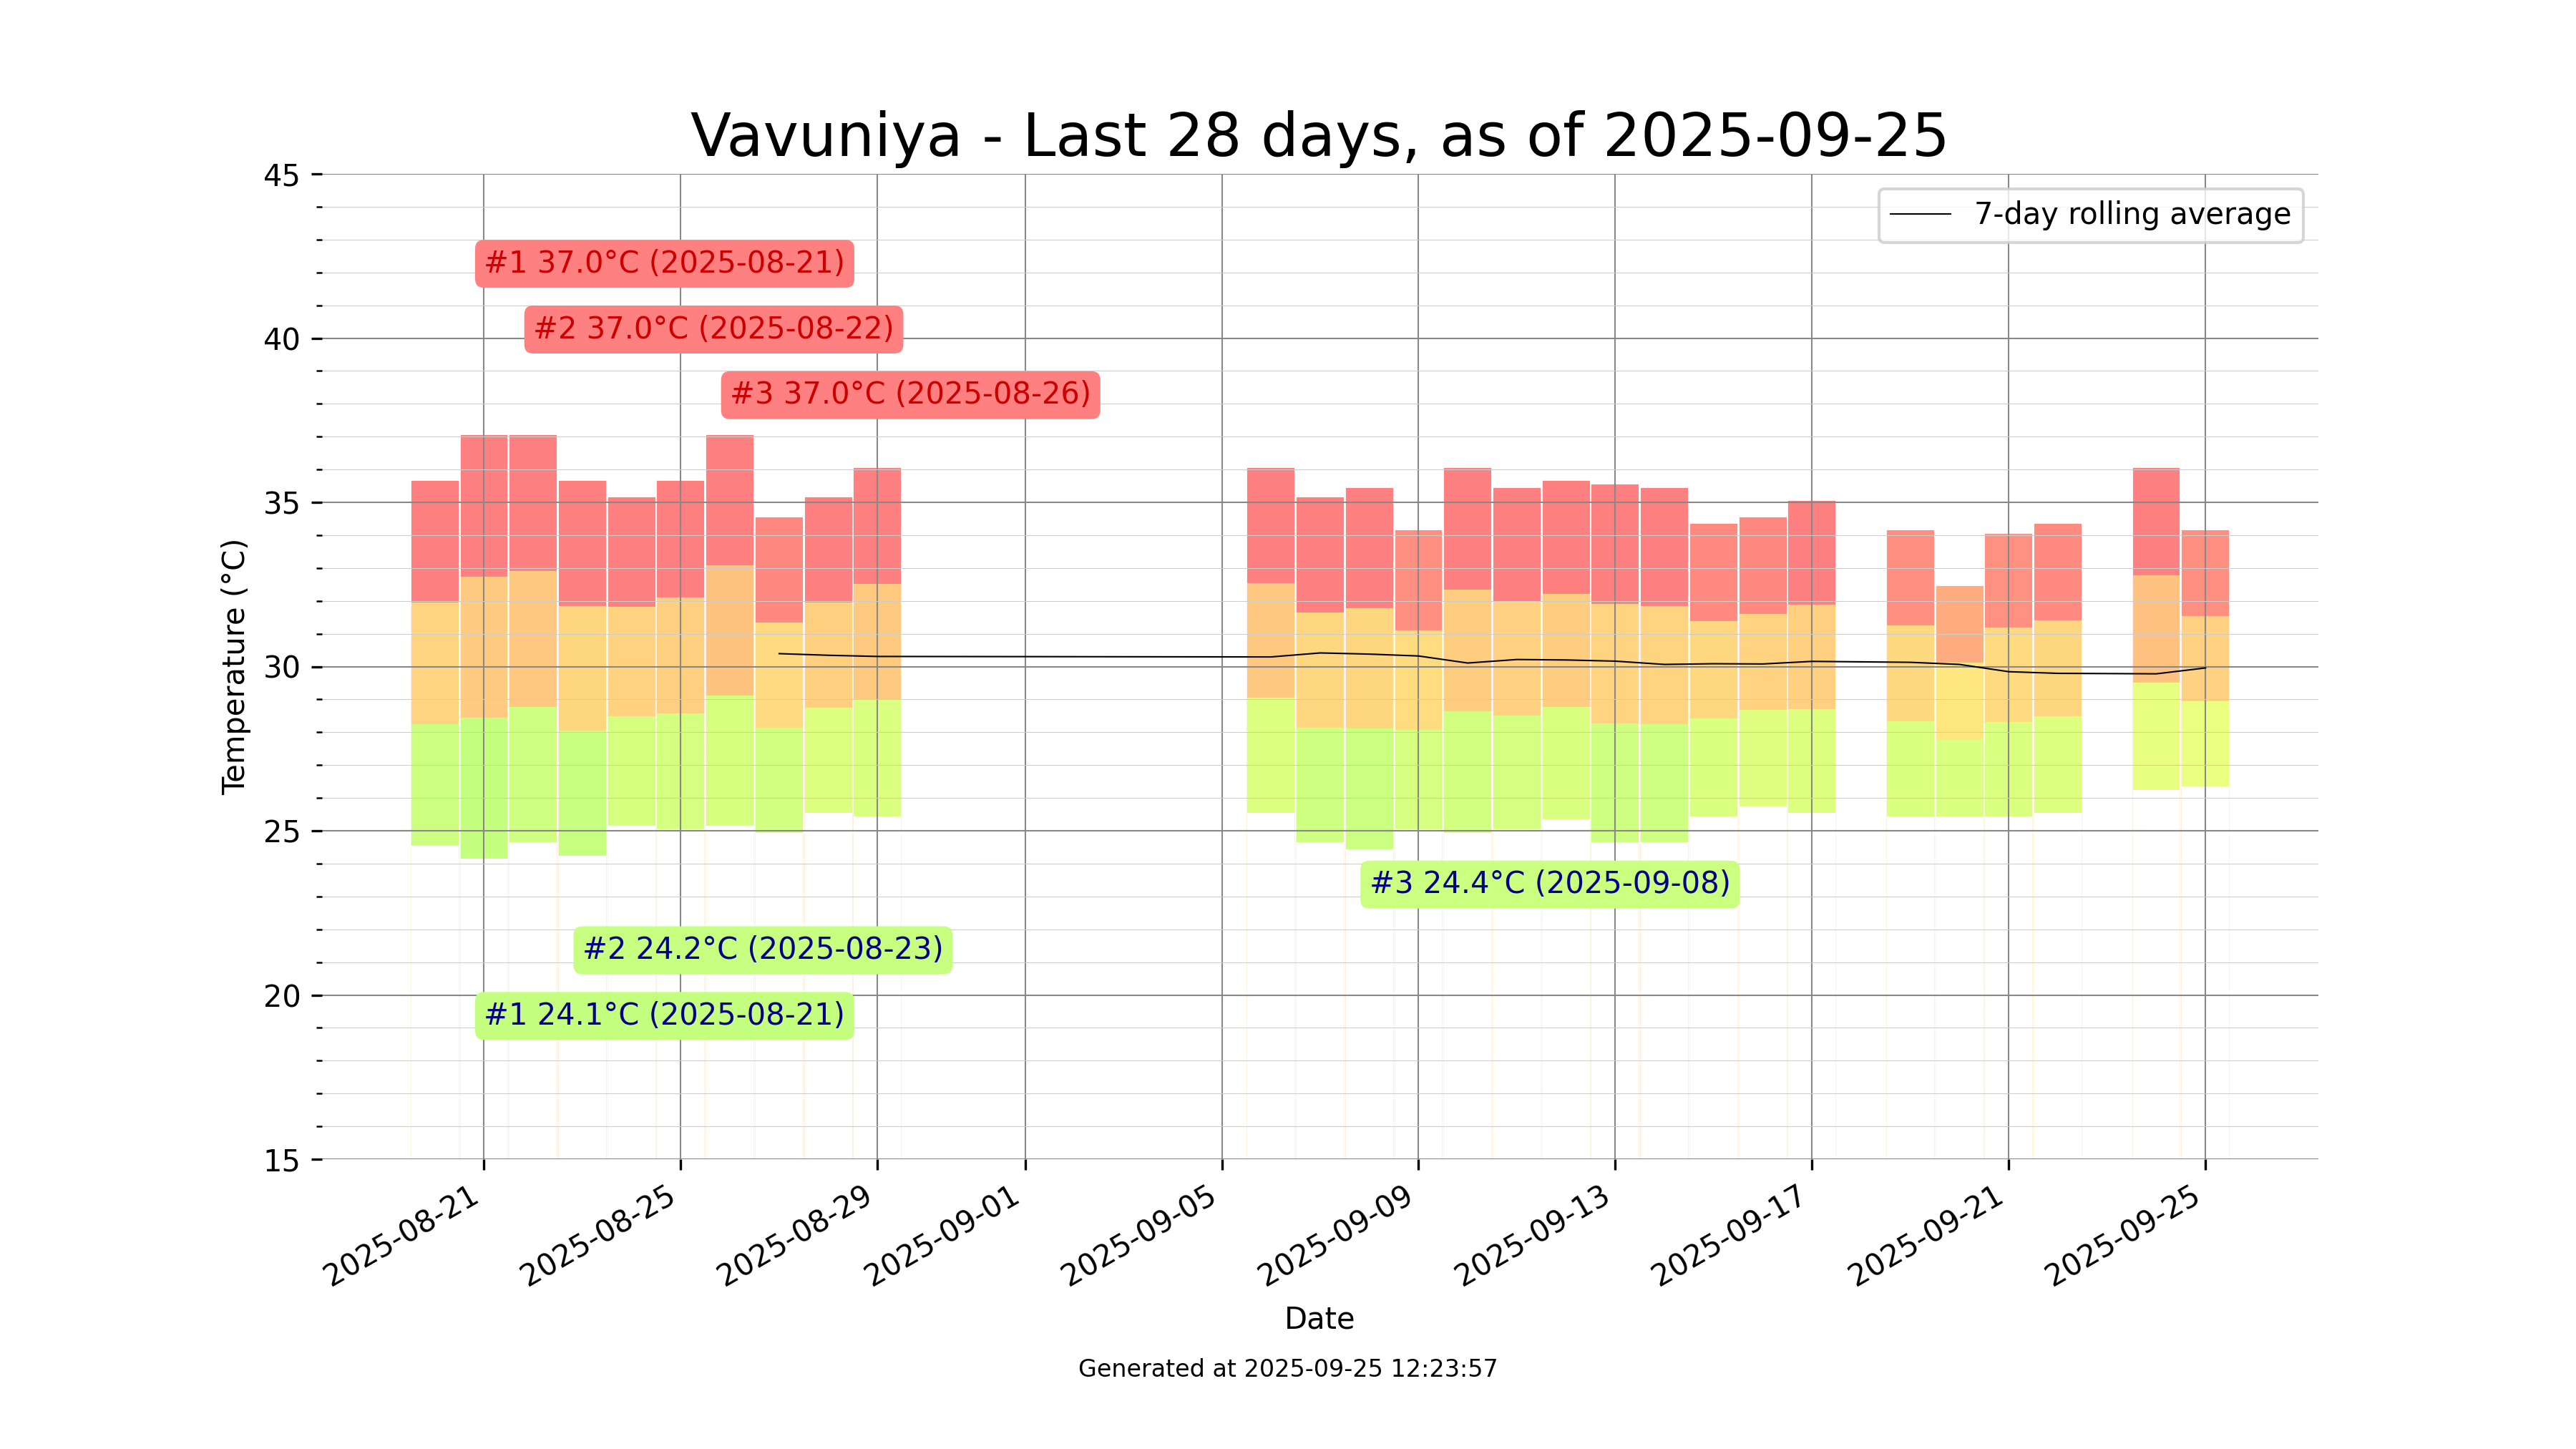 Vavuniya - Last 28 days, as of 2025-09-25
45
40
35
30
25
20
15
Temperature (°C)
7-day rolling average
#1 37.0°C (2025-08-21)
#2 37.0°C (2025-08-22)
#3 37.0°C (2025-08-26)
#3 24.4°C (2025-09-08)
#2 24.2°C (2025-08-23)
#1 24.1°C (2025-08-21)
2025-08-21
2025-08-25
2025-08-29
2025-09-01
2025-09-05
2025-09-09
2025-09-13
2025-09-17
2025-09-21
2025-09-25
Date
Generated at 2025-09-25 12:23:57